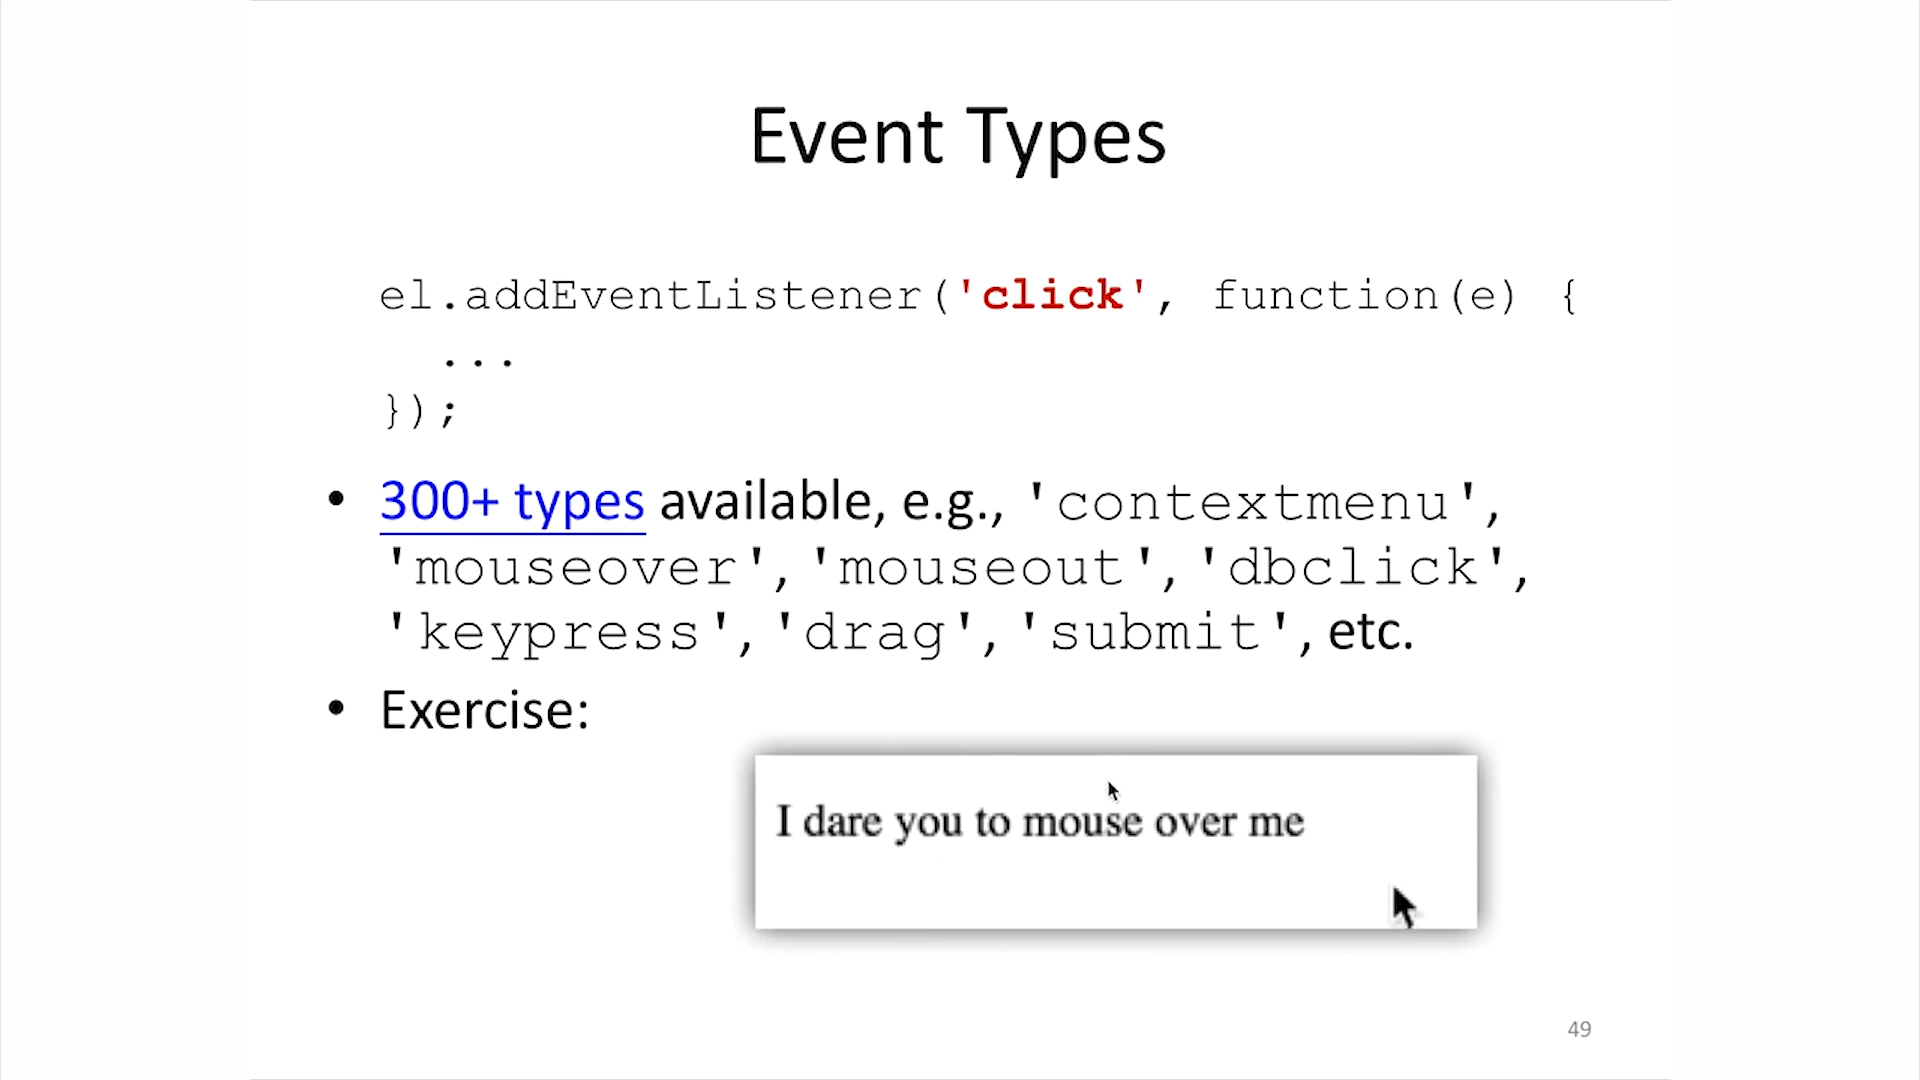 Event Types
el.addEventListener('click', function(e) {
...
});
• 300+ types available, e.g., 'contextmenu',
'mouseover', 'mouseout', 'dbclick',
'keypress', 'drag', 'submit', etc.
• Exercise:
I dare you to mouse over me
49